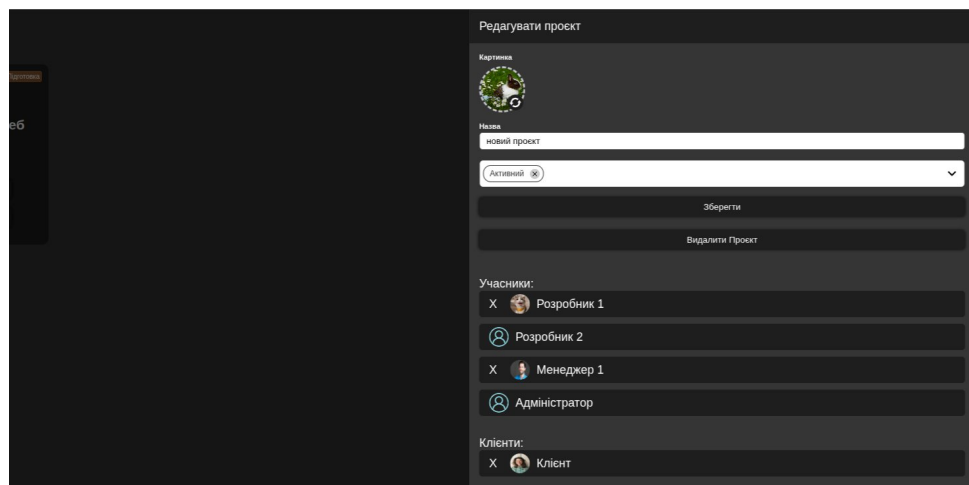 Редагувати проєкт
Картинка
Підготовка
еб
Назва
новий проєкт
Активний
Зберегти
Видалити Проєкт
Учасники:
X Розробник 1
Розробник 2
X Менеджер 1
Адміністратор
Клієнти:
X Клієнт